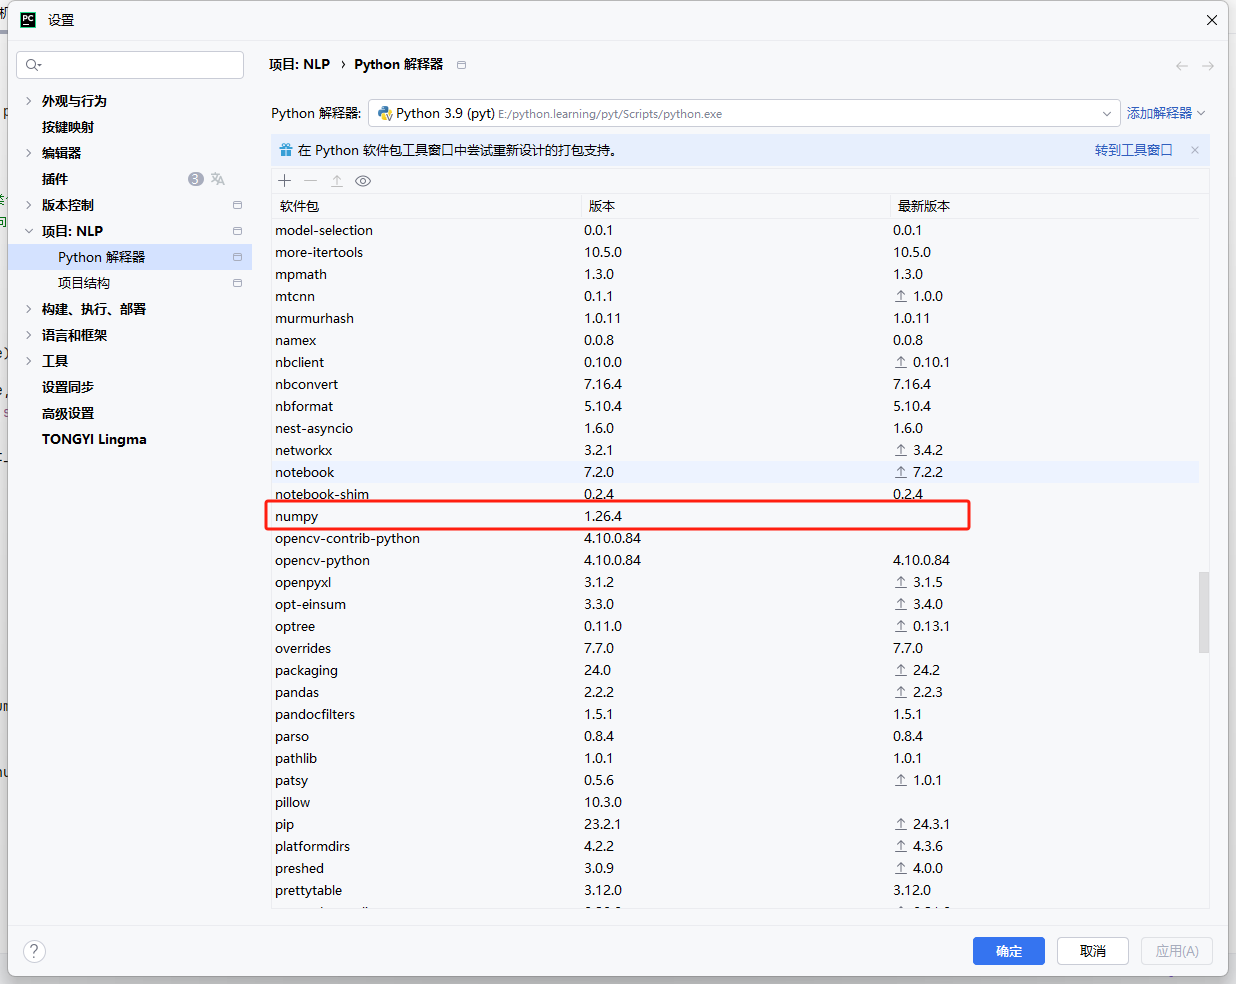 设置
项目: NLP › Python 解释器
外观与行为
按键映射
编辑器
插件 3
版本控制
项目: NLP
Python 解释器
项目结构
构建、执行、部署
语言和框架
工具
设置同步
高级设置
TONGYI Lingma
Python 解释器: Python 3.9 (pyt) E:/python.learning/pyt/Scripts/python.exe 添加解释器
在 Python 软件包工具窗口中尝试重新设计的打包支持。 转到工具窗口
软件包 版本 最新版本
model-selection 0.0.1 0.0.1
more-itertools 10.5.0 10.5.0
mpmath 1.3.0 1.3.0
mtcnn 0.1.1 1.0.0
murmurhash 1.0.11 1.0.11
namex 0.0.8 0.0.8
nbclient 0.10.0 0.10.1
nbconvert 7.16.4 7.16.4
nbformat 5.10.4 5.10.4
nest-asyncio 1.6.0 1.6.0
networkx 3.2.1 3.4.2
notebook 7.2.0 7.2.2
notebook-shim 0.2.4 0.2.4
numpy 1.26.4
opencv-contrib-python 4.10.0.84
opencv-python 4.10.0.84 4.10.0.84
openpyxl 3.1.2 3.1.5
opt-einsum 3.3.0 3.4.0
optree 0.11.0 0.13.1
overrides 7.7.0 7.7.0
packaging 24.0 24.2
pandas 2.2.2 2.2.3
pandocfilters 1.5.1 1.5.1
parso 0.8.4 0.8.4
pathlib 1.0.1 1.0.1
patsy 0.5.6 1.0.1
pillow 10.3.0
pip 23.2.1 24.3.1
platformdirs 4.2.2 4.3.6
preshed 3.0.9 4.0.0
prettytable 3.12.0 3.12.0
确定 取消 应用(A)